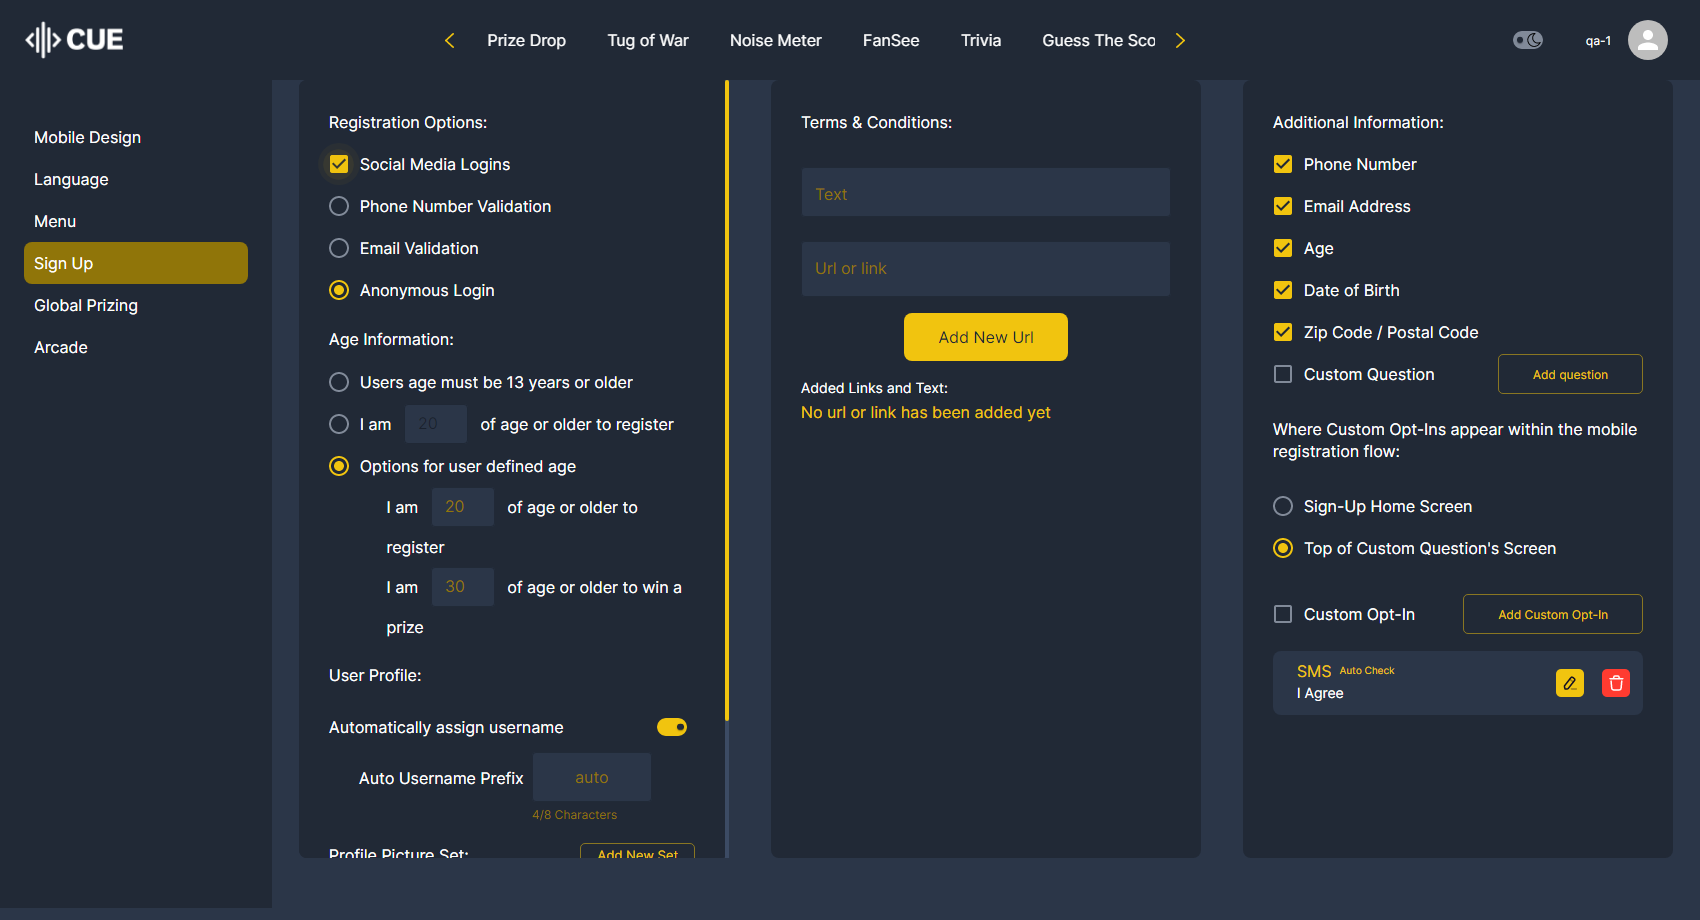 CUE
Prize Drop
Tug of War
Noise Meter
FanSee
Trivia
Guess The Sco
qa-1
Mobile Design
Language
Menu
Sign Up
Global Prizing
Arcade
Registration Options:
Social Media Logins
Phone Number Validation
Email Validation
Anonymous Login
Age Information:
Users age must be 13 years or older
I am 20 of age or older to register
Options for user defined age
I am 20 of age or older to
register
I am 30 of age or older to win a
prize
User Profile:
Automatically assign username
Auto Username Prefix auto
4/8 Characters
Profile Picture Set:
Add New Set
Terms & Conditions:
Text
Url or link
Add New Url
Added Links and Text:
No url or link has been added yet
Additional Information:
Phone Number
Email Address
Age
Date of Birth
Zip Code / Postal Code
Custom Question
Add question
Where Custom Opt-Ins appear within the mobile
registration flow:
Sign-Up Home Screen
Top of Custom Question's Screen
Custom Opt-In
Add Custom Opt-In
SMS Auto Check
I Agree